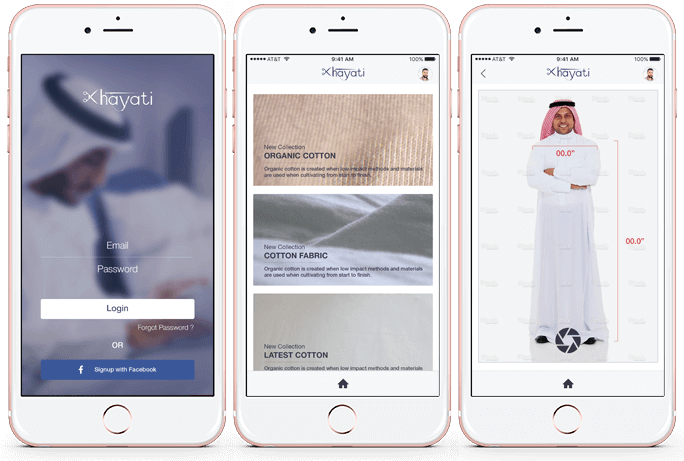 hayati
Email
Password
Login
Forgot Password ?
OR
f Signup with Facebook
AT&T 9:41 AM 100%
hayati
New Collection
ORGANIC COTTON
Organic cotton is created when low impact methods and materials
are used when cultivating from start to finish.
New Collection
COTTON FABRIC
Organic cotton is created when low impact methods and materials
are used when cultivating from start to finish.
New Collection
LATEST COTTON
Organic cotton is created when low impact methods and materials
AT&T 9:41 AM 100%
hayati
00.0"
00.0"